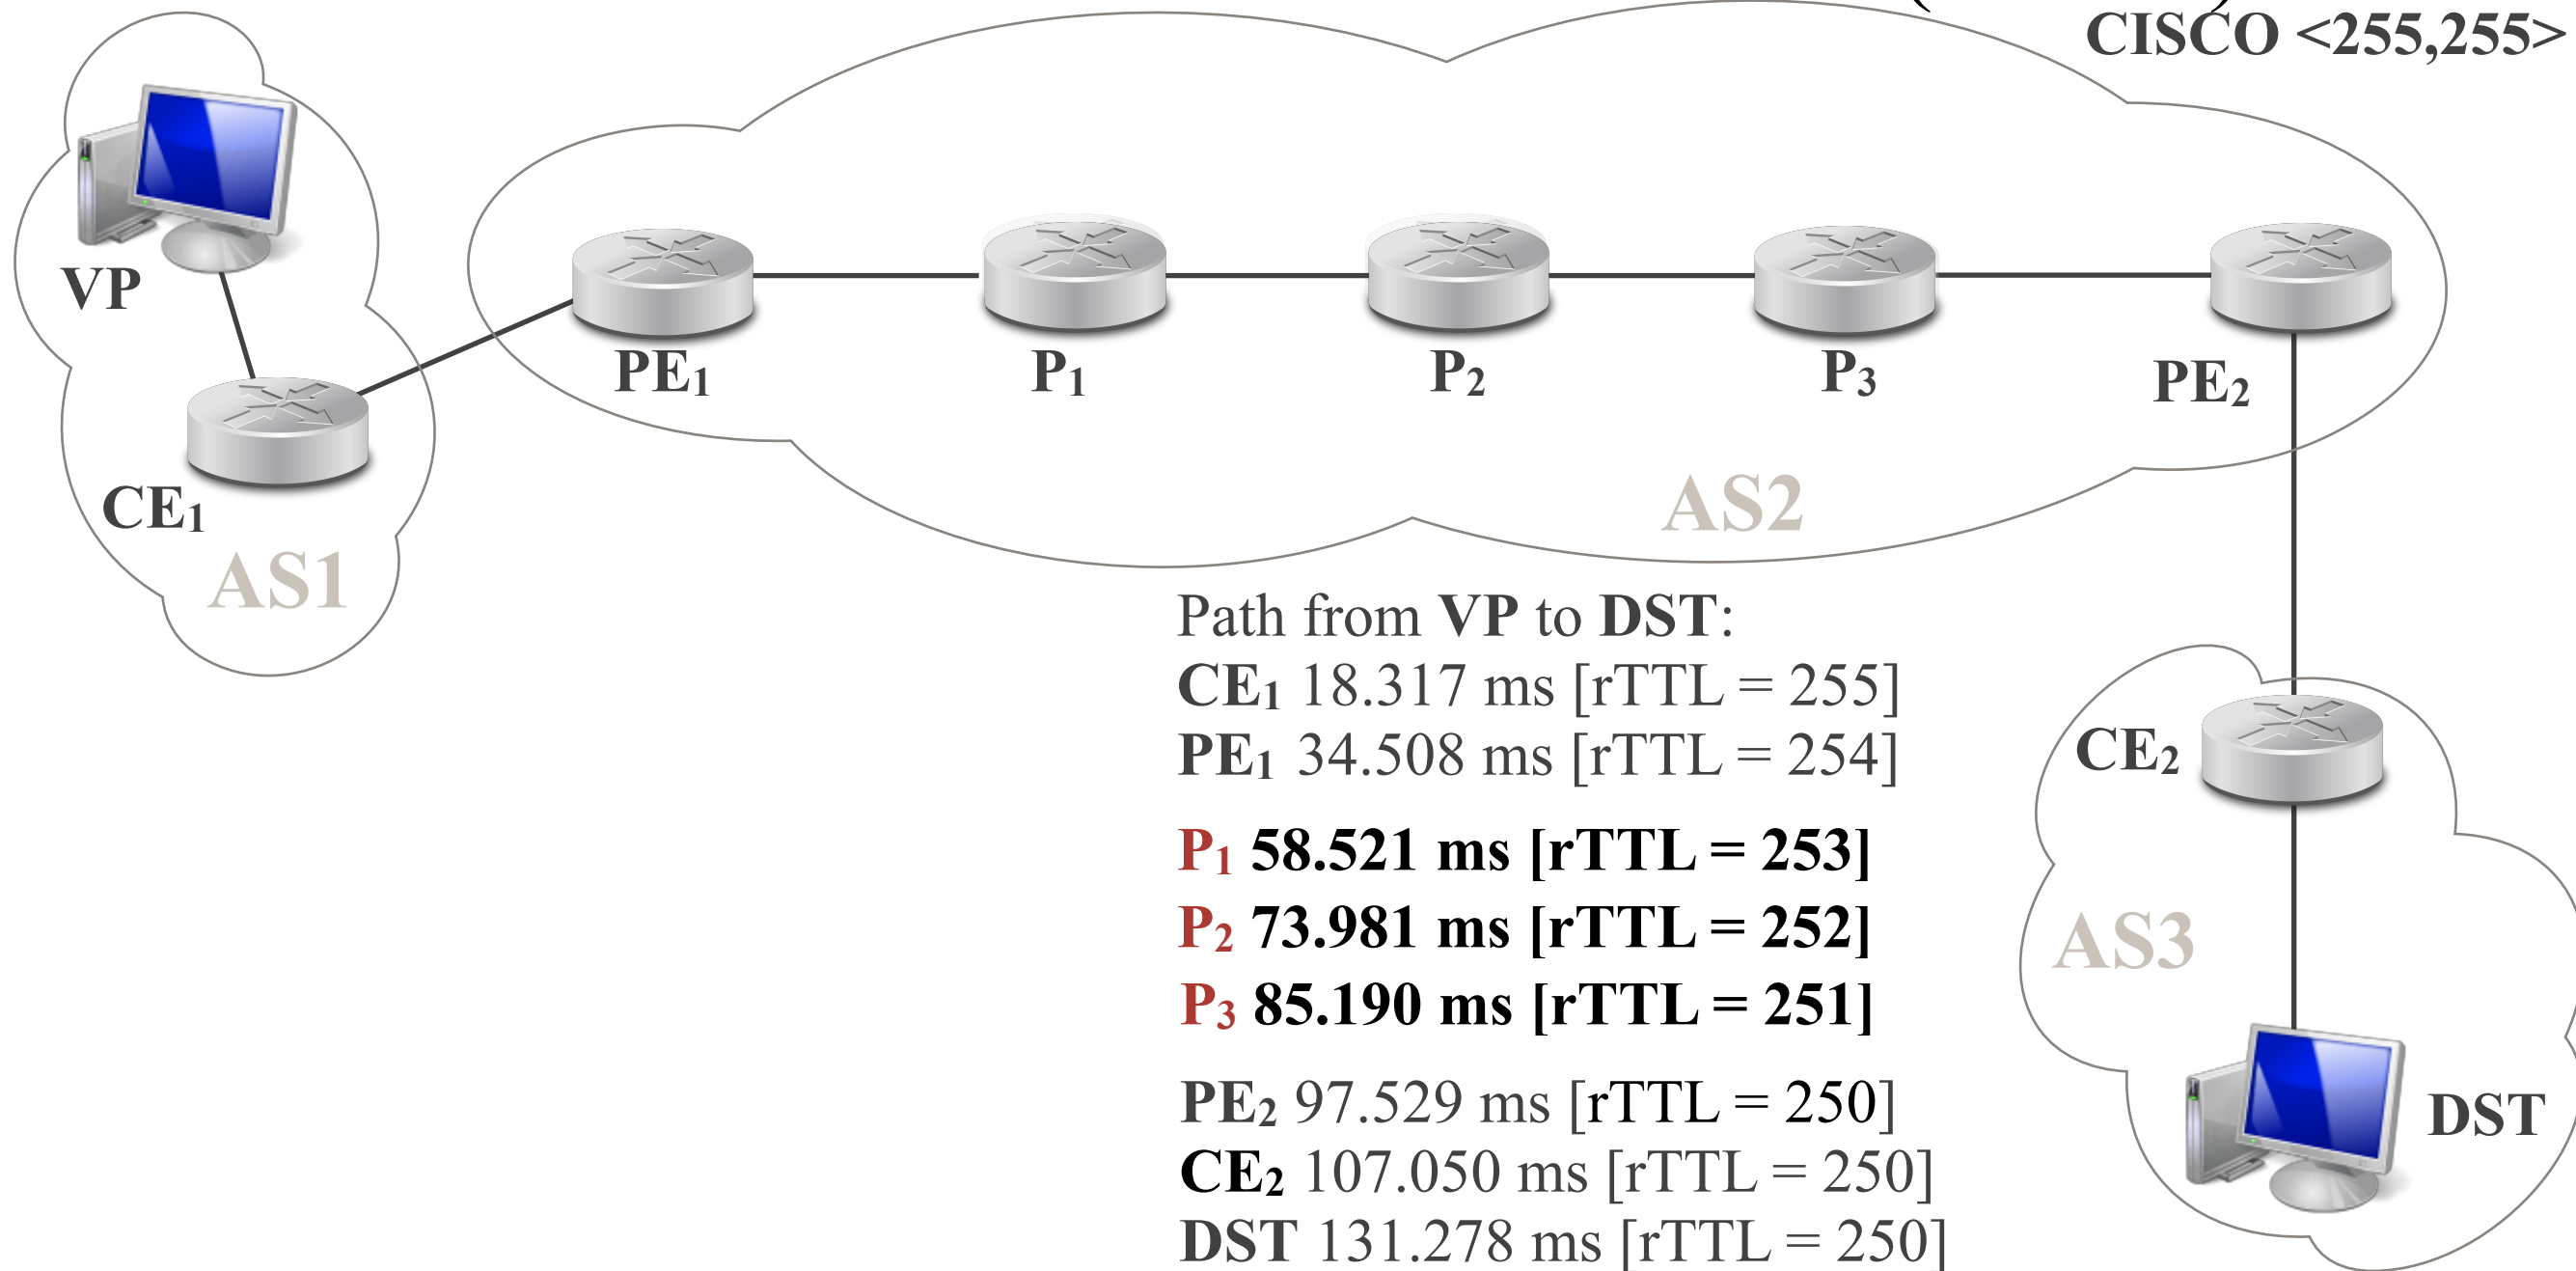 CISCO <255,255>
VP
CE₁
AS1
PE₁
P₁
P₂
P₃
PE₂
AS2
Path from VP to DST:
CE₁ 18.317 ms [rTTL = 255]
PE₁ 34.508 ms [rTTL = 254]
P₁ 58.521 ms [rTTL = 253]
P₂ 73.981 ms [rTTL = 252]
P₃ 85.190 ms [rTTL = 251]
PE₂ 97.529 ms [rTTL = 250]
CE₂ 107.050 ms [rTTL = 250]
DST 131.278 ms [rTTL = 250]
CE₂
AS3
DST